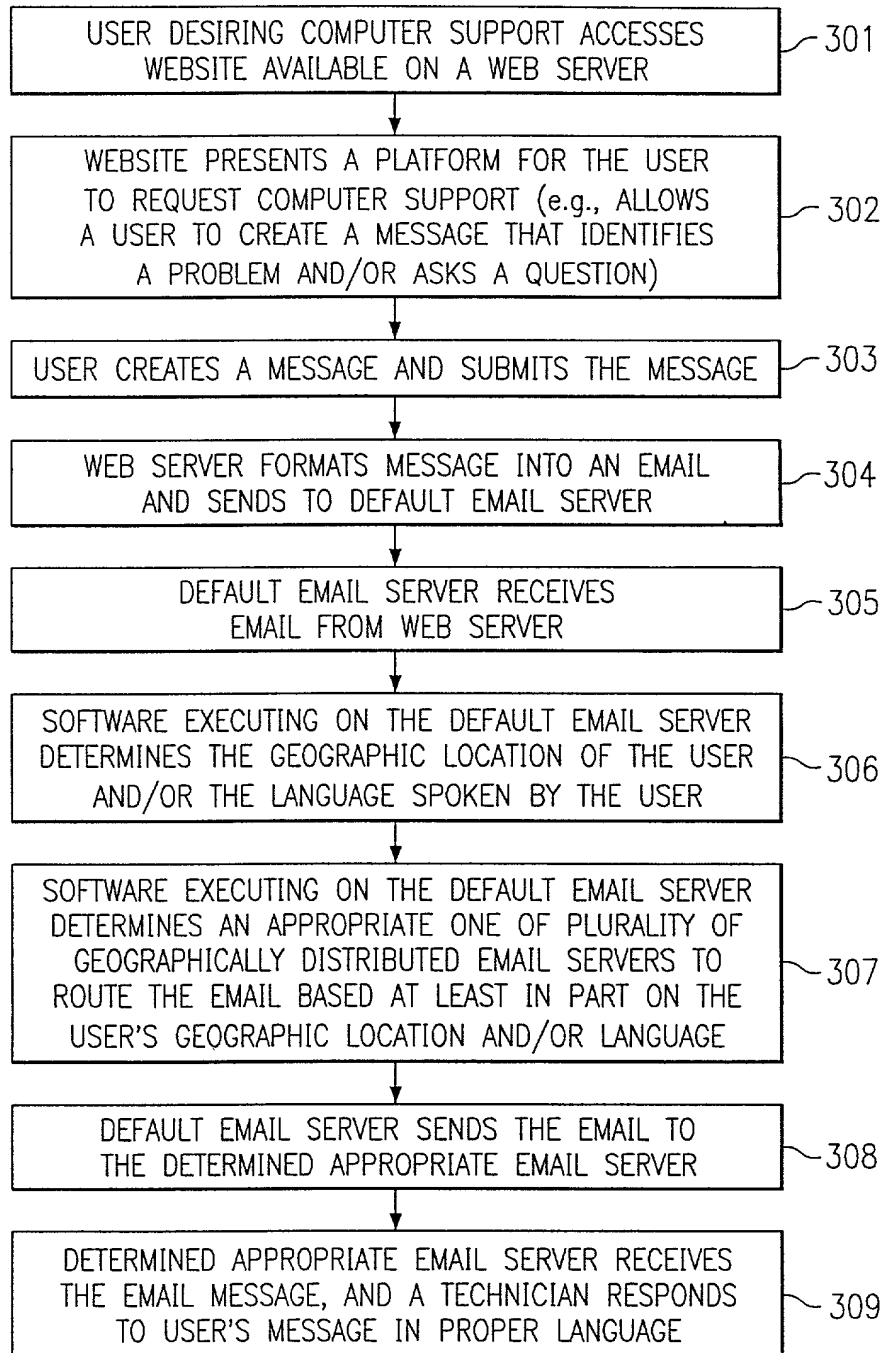 USER DESIRING COMPUTER SUPPORT ACCESSES
WEBSITE AVAILABLE ON A WEB SERVER
301
WEBSITE PRESENTS A PLATFORM FOR THE USER
TO REQUEST COMPUTER SUPPORT (e.g., ALLOWS
A USER TO CREATE A MESSAGE THAT IDENTIFIES
A PROBLEM AND/OR ASKS A QUESTION)
302
USER CREATES A MESSAGE AND SUBMITS THE MESSAGE
303
WEB SERVER FORMATS MESSAGE INTO AN EMAIL
AND SENDS TO DEFAULT EMAIL SERVER
304
DEFAULT EMAIL SERVER RECEIVES
EMAIL FROM WEB SERVER
305
SOFTWARE EXECUTING ON THE DEFAULT EMAIL SERVER
DETERMINES THE GEOGRAPHIC LOCATION OF THE USER
AND/OR THE LANGUAGE SPOKEN BY THE USER
306
SOFTWARE EXECUTING ON THE DEFAULT EMAIL SERVER
DETERMINES AN APPROPRIATE ONE OF PLURALITY OF
GEOGRAPHICALLY DISTRIBUTED EMAIL SERVERS TO
ROUTE THE EMAIL BASED AT LEAST IN PART ON THE
USER'S GEOGRAPHIC LOCATION AND/OR LANGUAGE
307
DEFAULT EMAIL SERVER SENDS THE EMAIL TO
THE DETERMINED APPROPRIATE EMAIL SERVER
308
DETERMINED APPROPRIATE EMAIL SERVER RECEIVES
THE EMAIL MESSAGE, AND A TECHNICIAN RESPONDS
TO USER'S MESSAGE IN PROPER LANGUAGE
309